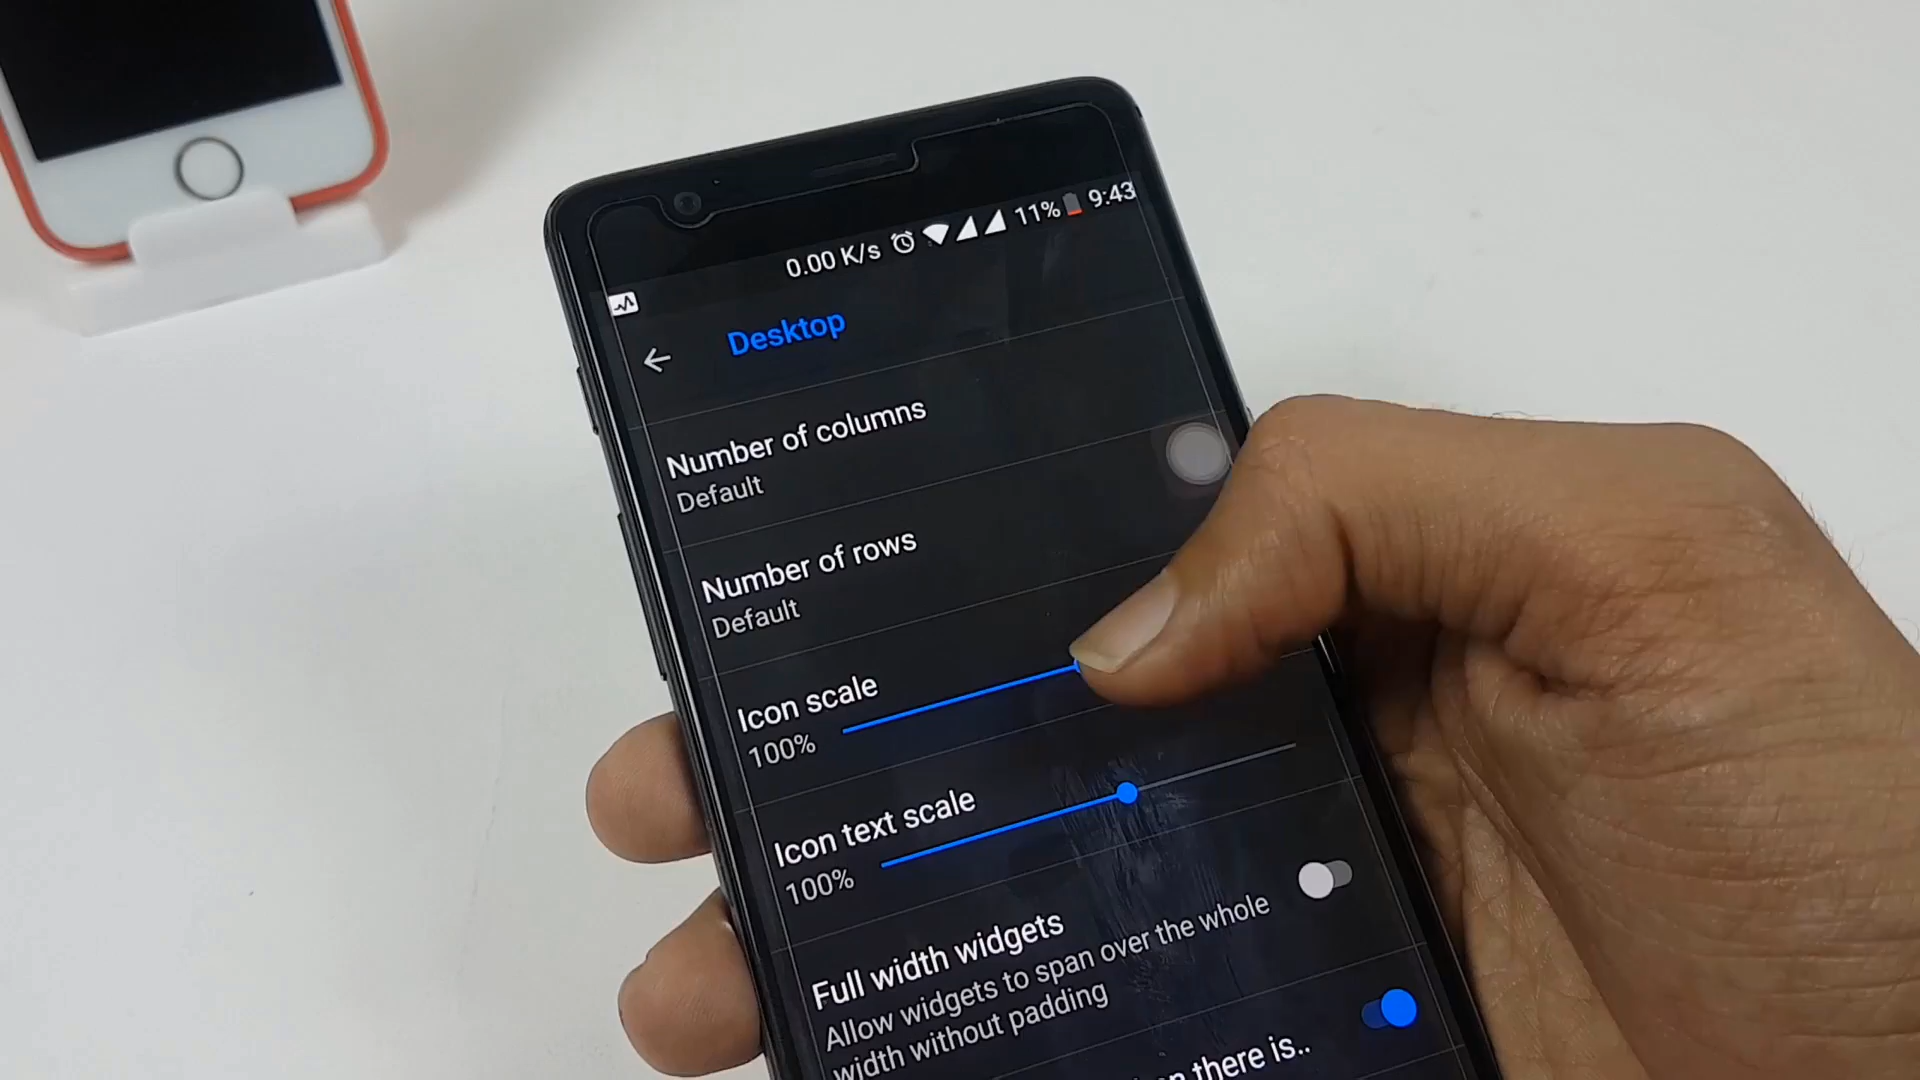 0.00 K/s 11% 9:43
Desktop
Number of columns
Default
Number of rows
Default
Icon scale
100%
Icon text scale
100%
Full width widgets
Allow widgets to span over the whole
width without padding
there is..